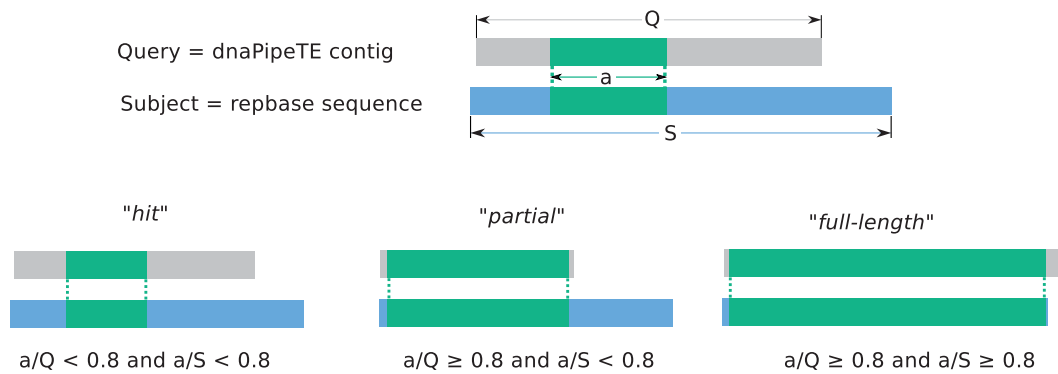 Q
Query = dnaPipeTE contig
a
Subject = repbase sequence
S
"hit"
"partial"
"full-length"
a/Q < 0.8 and a/S < 0.8
a/Q ≥ 0.8 and a/S < 0.8
a/Q ≥ 0.8 and a/S ≥ 0.8